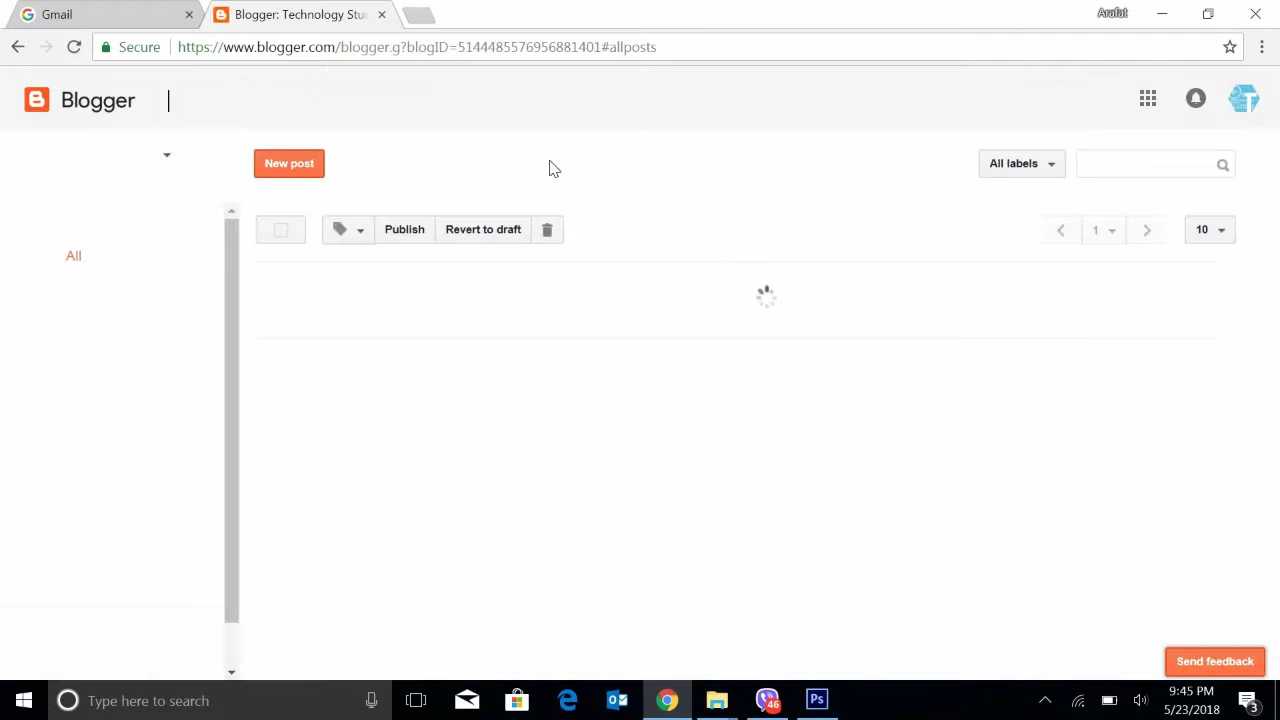 Gmail
Blogger: Technology Stu
Arafat
Secure
https://www.blogger.com/blogger.g?blogID=5144485576956881401#allposts
Blogger
New post
All labels
Publish
Revert to draft
1
10
All
Send feedback
Type here to search
46
Ps
9:45 PM
5/23/2018
3